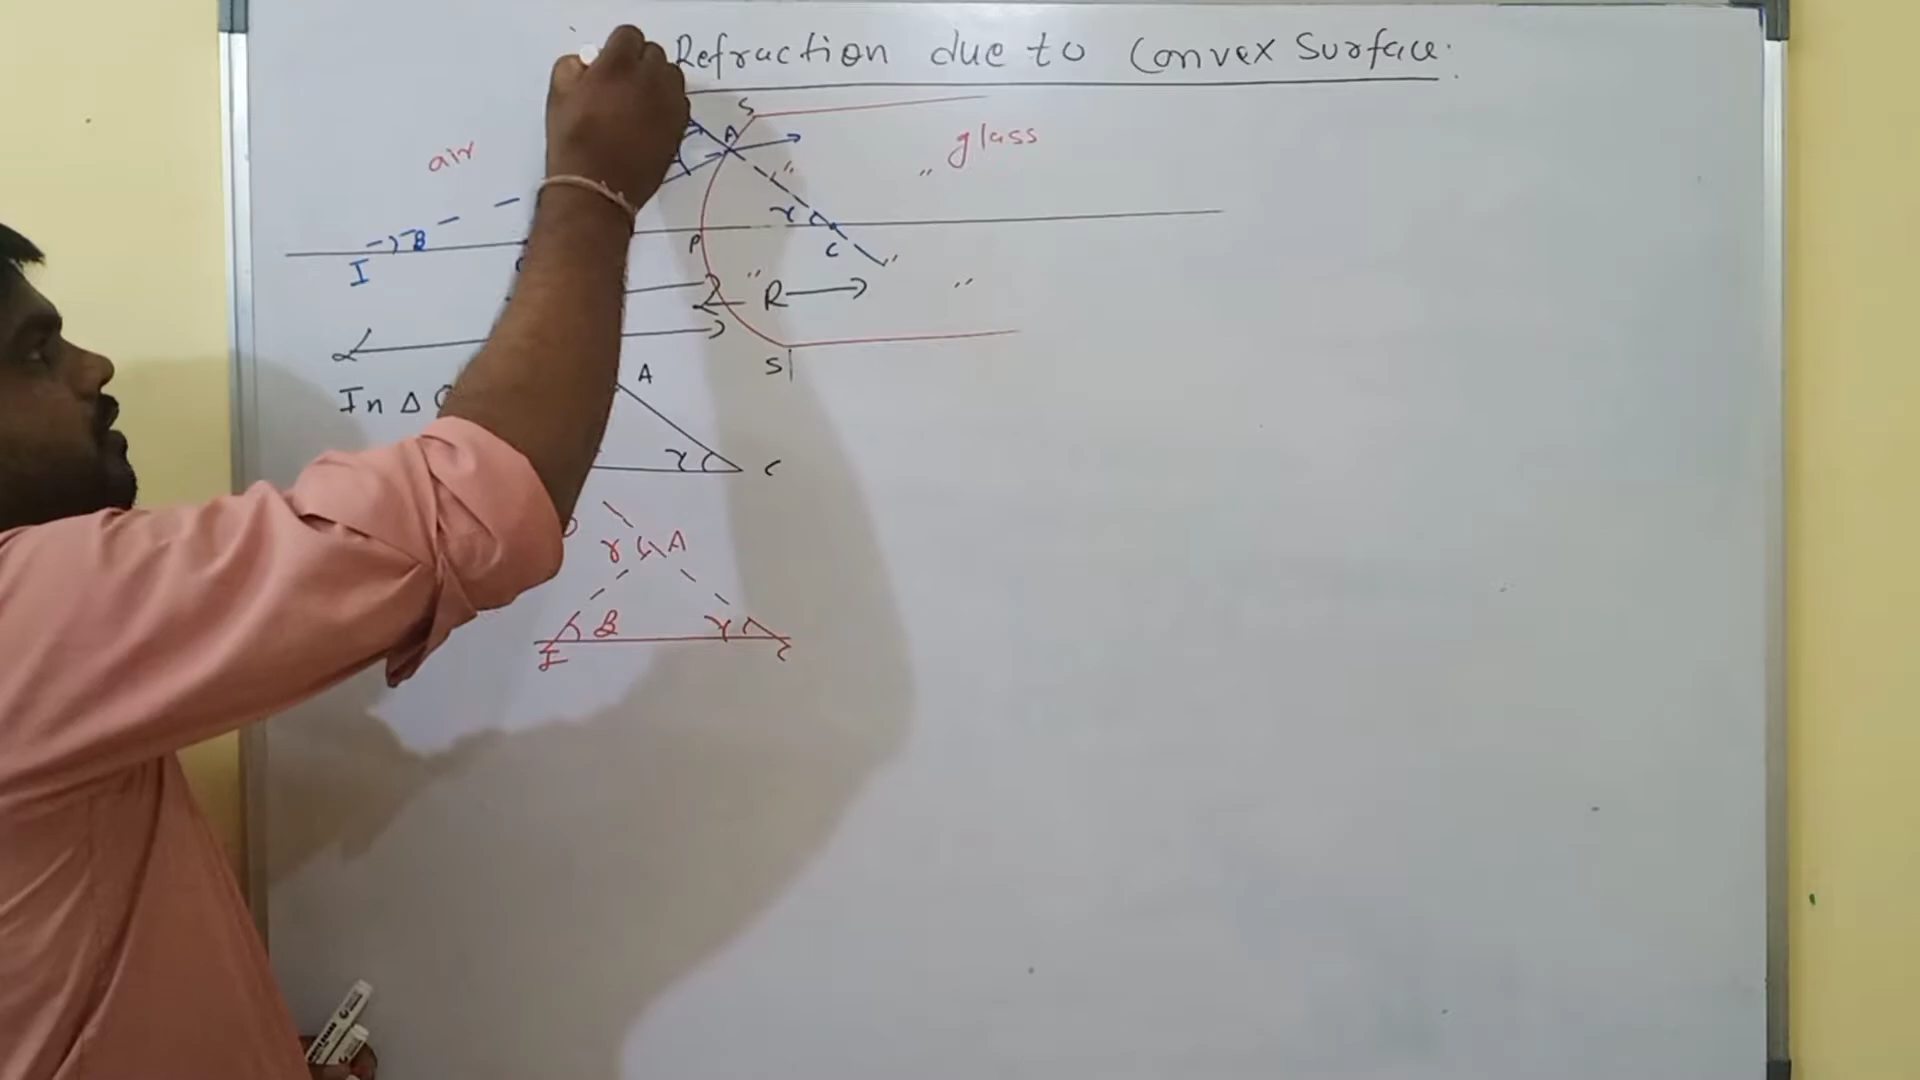 Refraction due to Convex Surface.
S
air
A
glass
r
B
I
P
C
R
S|
In Δ
A
r
C
r
A
B
r
I
C